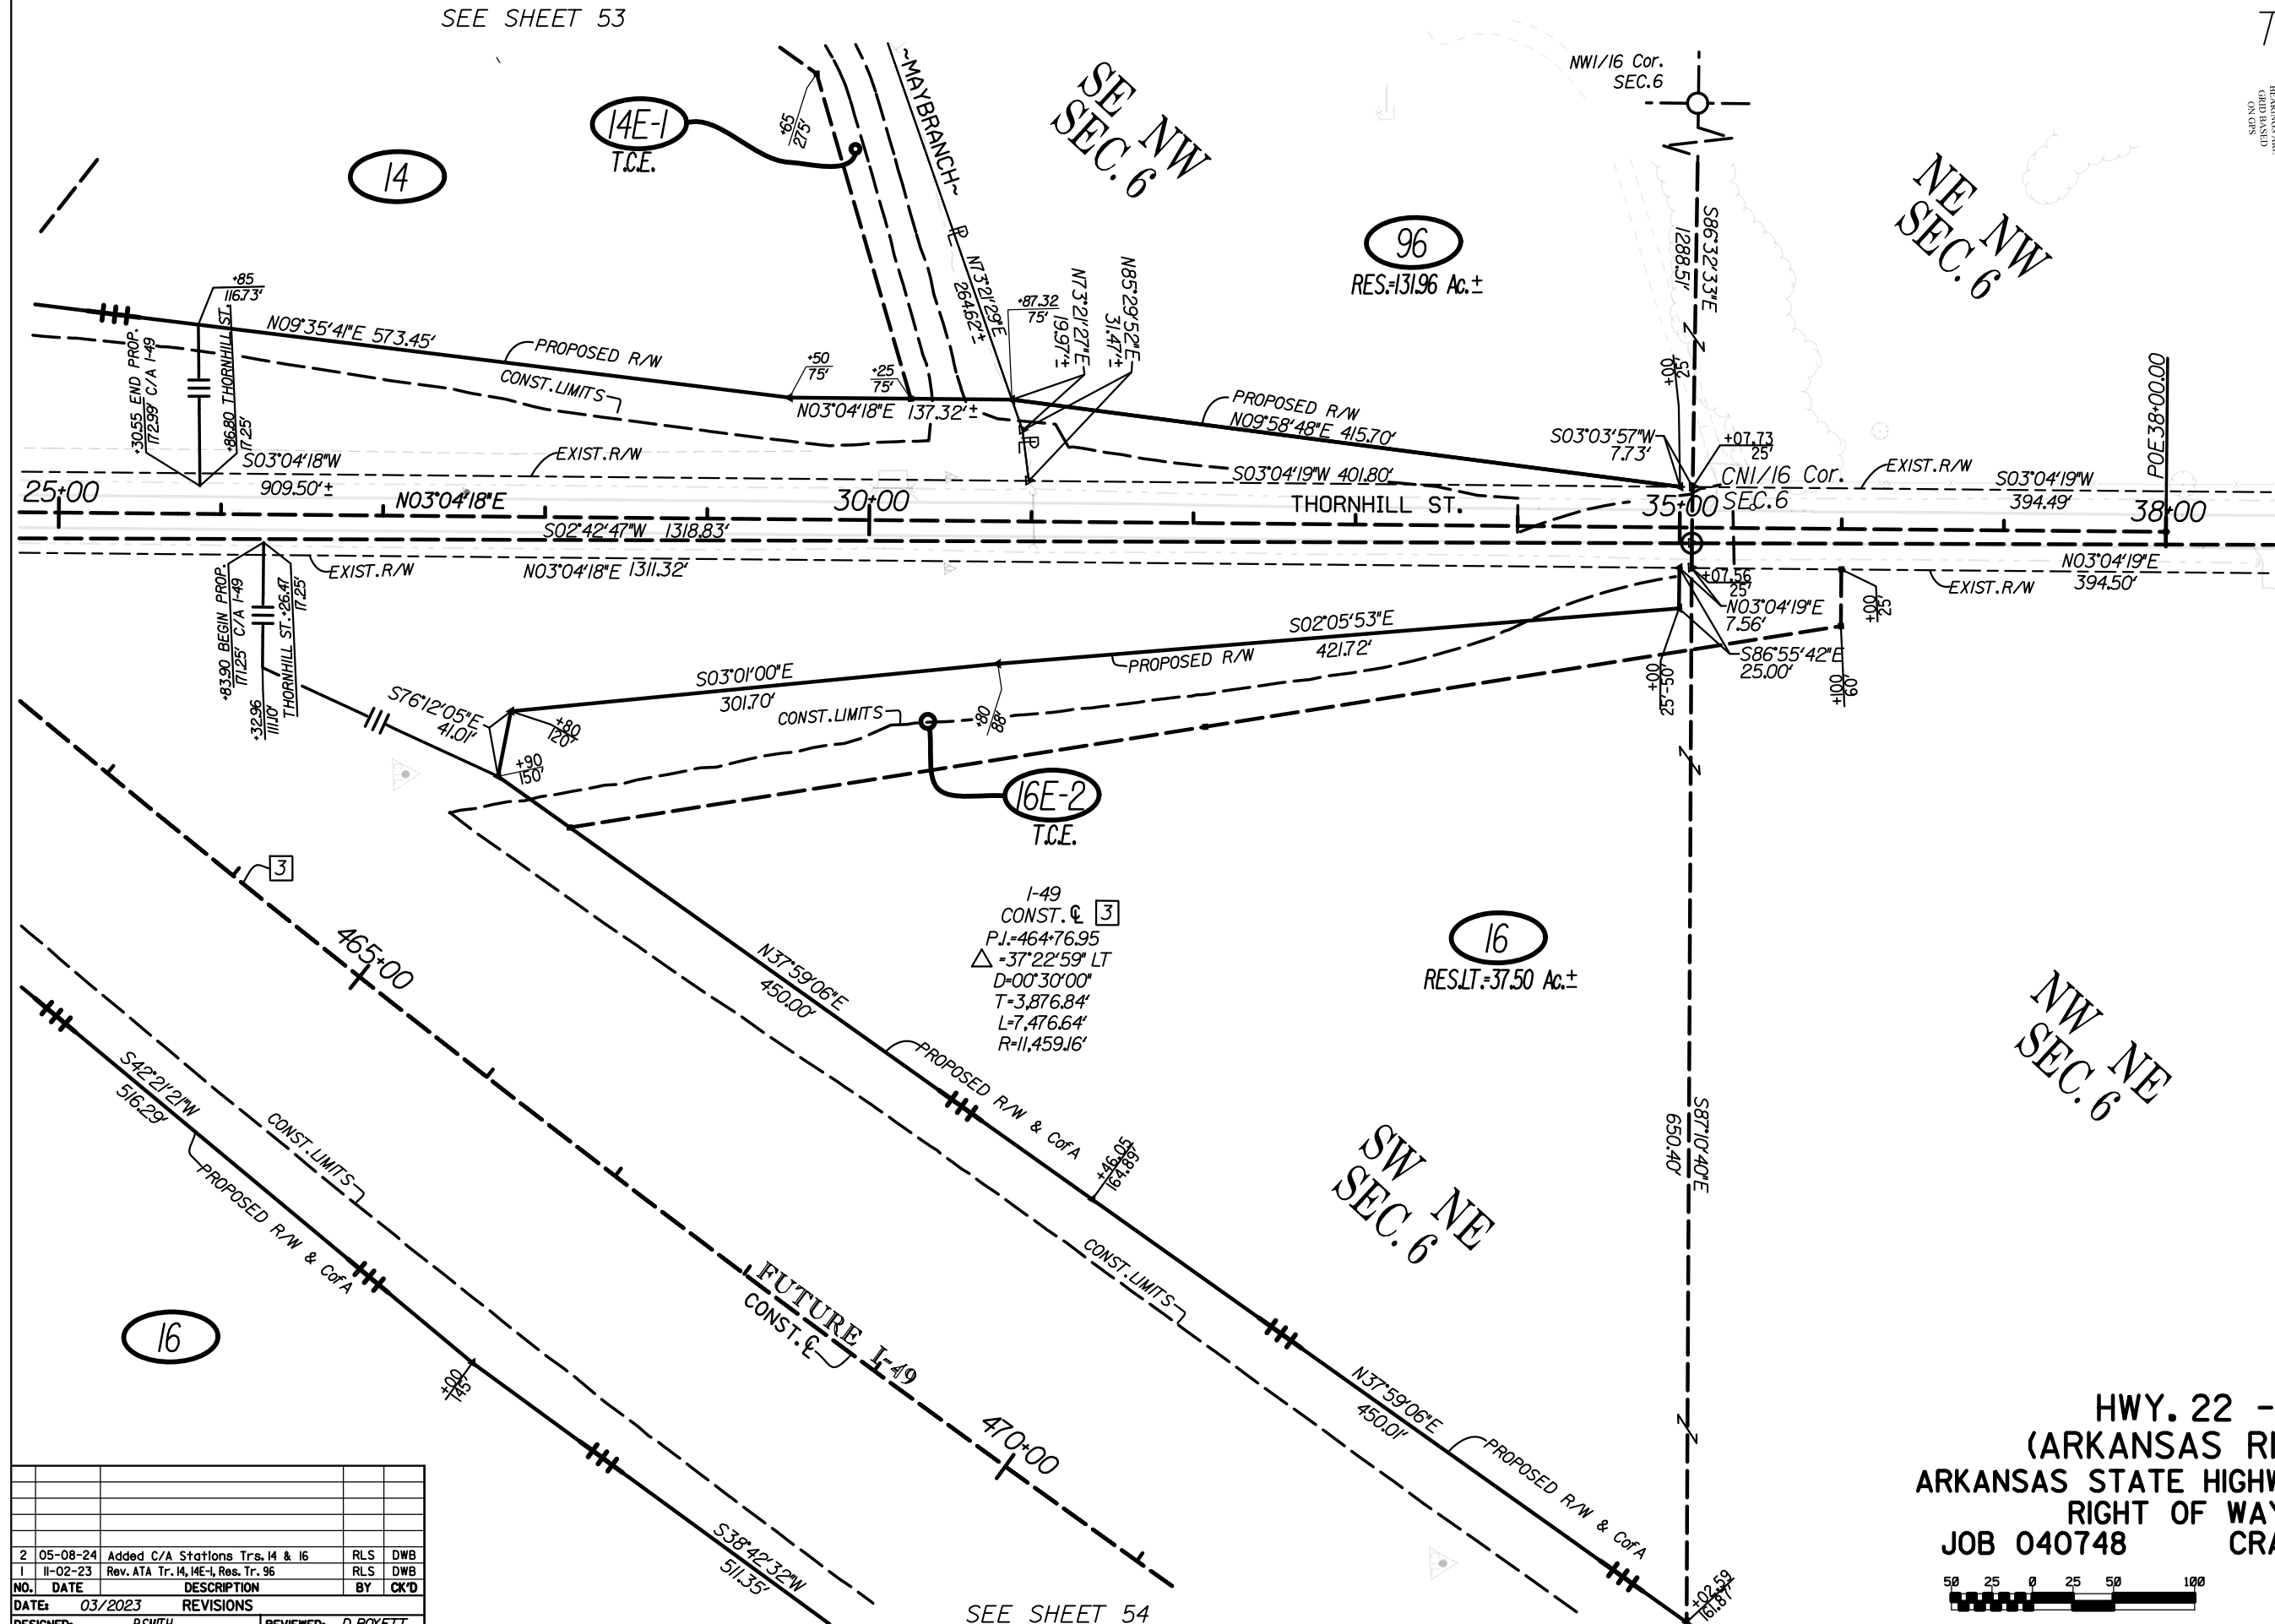 SEE SHEET 53
NW1/16 Cor.
SEC.6
BEARINGS ARE
GRID BASED
ON GPS
14E-1
T.C.E.
14
+65
275'
~MAYBRANCH~
SE NW
SEC. 6
NE NW
SEC. 6
96
RES.=131.96 Ac.±
S86°32'33"E
1288.51'
+85
116.73'
N09°35'41"E 573.45'
PROPOSED R/W
CONST.LIMITS
+30.55 END PROP.
172.99' C/A I-49
+86.80 THORNHILL ST.
17.25'
+50
75'
+25
75'
N03°04'18"E 137.32'±
N73°21'29"E
264.62'±
+87.32
75'
N73°21'27"E
19.97'±
N85°29'52"E
31.47'±
PROPOSED R/W
N09°58'48"E 415.70'
+00
25'
S03°03'57"W
7.73'
+07.73
25'
CN1/16 Cor.
SEC.6
EXIST.R/W
S03°04'19"W
394.49'
POE38+00.00
S03°04'18"W
909.50'±
EXIST.R/W
S03°04'19"W 401.80'
25+00
N03°04'18"E
30+00
THORNHILL ST.
35+00
38+00
S02°42'47"W 1318.83'
EXIST.R/W
N03°04'18"E 1311.32'
N03°04'19"E
394.50'
EXIST.R/W
+07.56
25'
N03°04'19"E
7.56'
S86°55'42"E
25.00'
+00
25'
+100
60'
+00
25'-50'
+83.90 BEGIN PROP.
171.25' C/A I-49
THORNHILL ST.+26.47
17.25'
+32.96
111.10'
S02°05'53"E
421.72'
PROPOSED R/W
S03°01'00"E
301.70'
S76°12'05"E
41.01'
+80
120'
+90
150'
CONST.LIMITS
+80
88'
16E-2
T.C.E.
3
I-49
CONST. ℄ 3
P.I.=464+76.95
△ =37°22'59" LT
D=00°30'00"
T=3,876.84'
L=7,476.64'
R=11,459.16'
16
RES.LT.=37.50 Ac.±
465+00
N37°59'06"E
450.00'
PROPOSED R/W & CofA
NW NE
SEC. 6
S42°21'21"W
516.29'
CONST.LIMITS
PROPOSED R/W & CofA
+46.05
164.89'
S87°10'40"E
650.40'
SW NE
SEC. 6
CONST.LIMITS
FUTURE I-49
CONST. ℄
16
+00
145'
470+00
N37°59'06"E
450.01'
PROPOSED R/W & CofA
S38°42'32"W
511.35'
+02.59
161.87'
SEE SHEET 54
HWY. 22 -
(ARKANSAS RI
ARKANSAS STATE HIGHW
RIGHT OF WAY
JOB 040748 CRA
50 25 0 25 50 100
2 05-08-24 Added C/A Stations Trs. 14 & 16 RLS DWB
1 11-02-23 Rev. ATA Tr. 14, 14E-1, Res. Tr. 96 RLS DWB
NO. DATE DESCRIPTION BY CK'D
DATE: 03/2023 REVISIONS
DESIGNED: R.SMITH REVIEWED: D.BOYETT